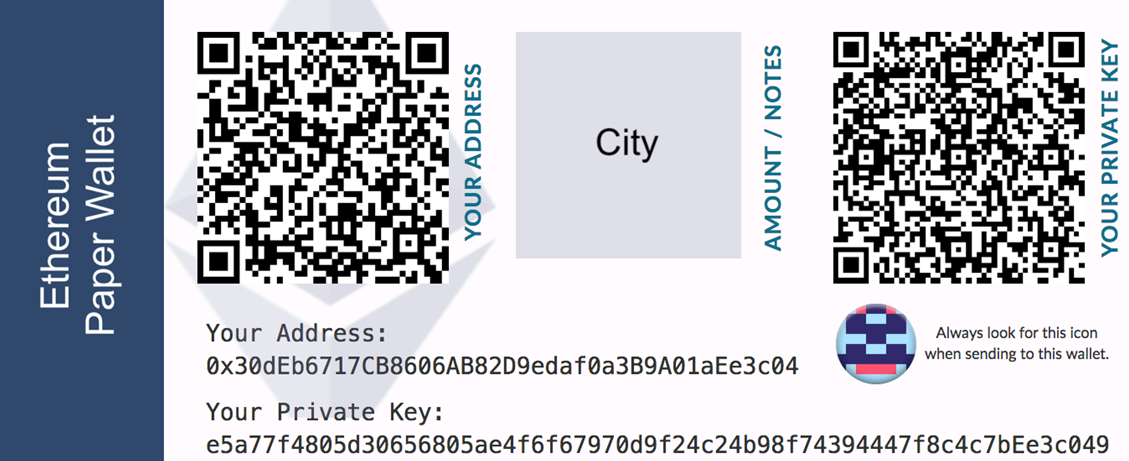 Ethereum
Paper Wallet
YOUR ADDRESS
City
AMOUNT / NOTES
YOUR PRIVATE KEY
Your Address:
0x30dEb6717CB8606AB82D9edaf0a3B9A01aEe3c04
Always look for this icon
when sending to this wallet.
Your Private Key:
e5a77f4805d30656805ae4f6f67970d9f24c24b98f74394447f8c4c7bEe3c049